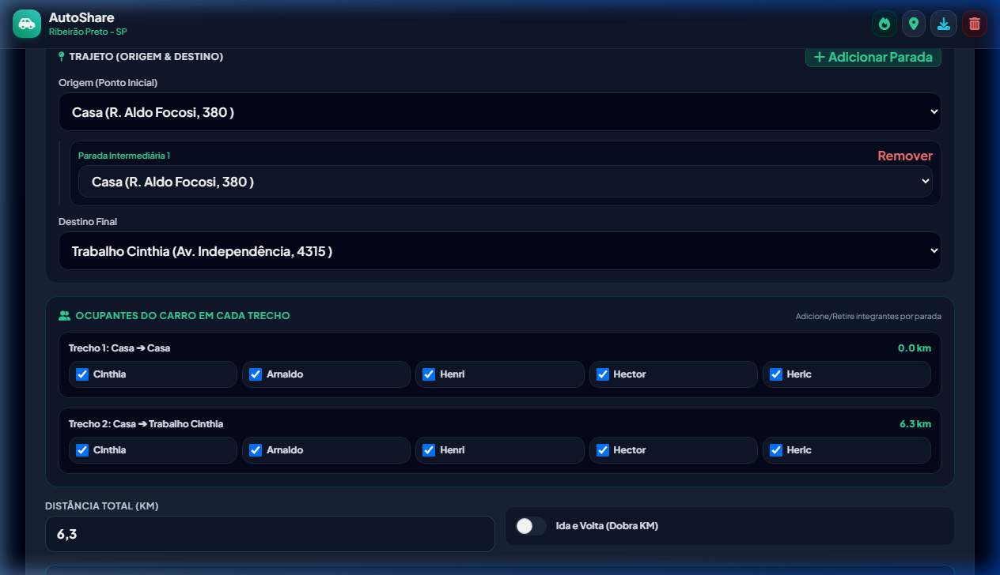 AutoShare
Ribeirão Preto - SP
TRAJETO (ORIGEM & DESTINO)
+ Adicionar Parada
Origem (Ponto Inicial)
Casa (R. Aldo Focosi, 380 )
Parada Intermediária 1
Remover
Casa (R. Aldo Focosi, 380 )
Destino Final
Trabalho Cinthia (Av. Independência, 4315 )
OCUPANTES DO CARRO EM CADA TRECHO
Adicione/Retire integrantes por parada
Trecho 1: Casa ➔ Casa
0.0 km
Cinthia
Arnaldo
Henri
Hector
Heric
Trecho 2: Casa ➔ Trabalho Cinthia
6.3 km
Cinthia
Arnaldo
Henri
Hector
Heric
DISTÂNCIA TOTAL (KM)
6,3
Ida e Volta (Dobra KM)